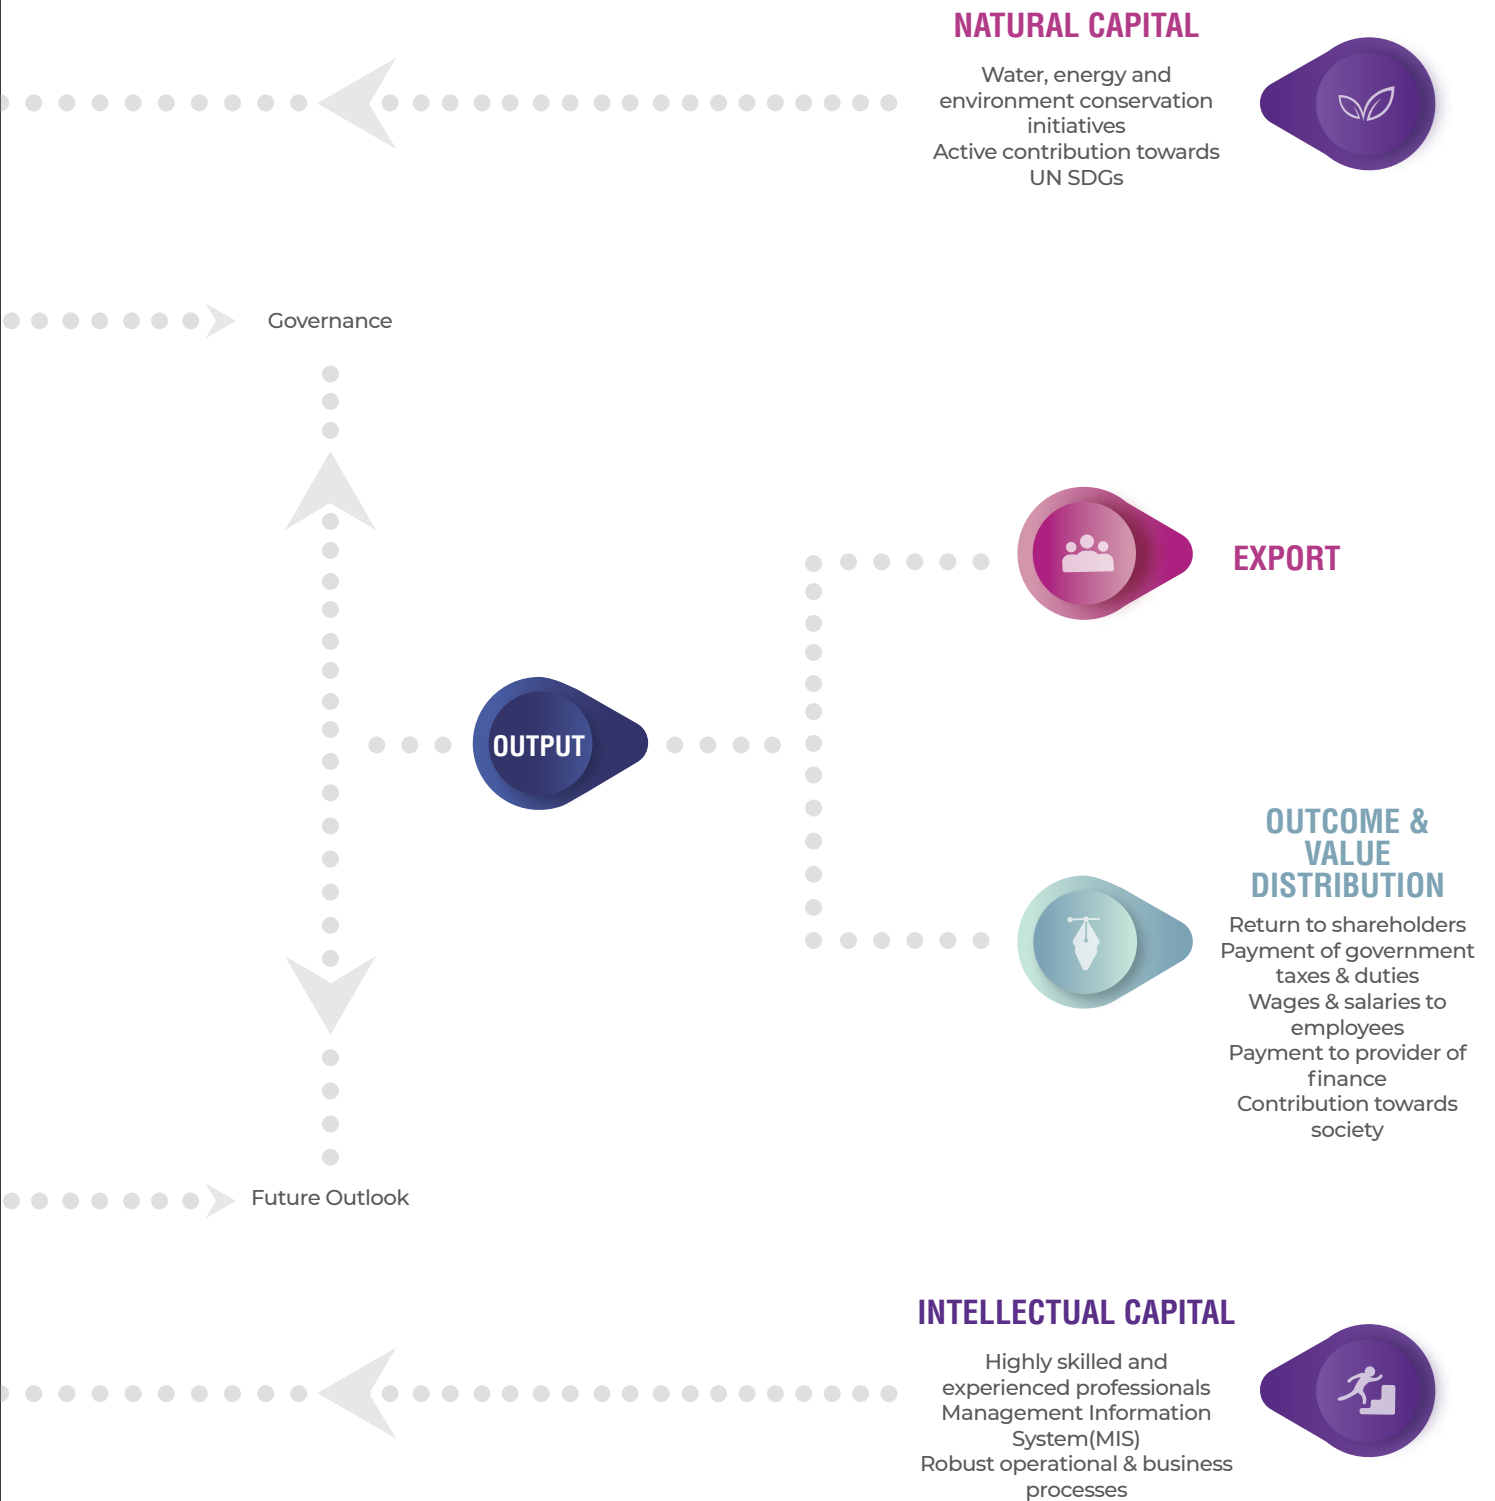 NATURAL CAPITAL
Water, energy and
environment conservation
initiatives
Active contribution towards
UN SDGs
Governance
EXPORT
OUTPUT
OUTCOME &
VALUE
DISTRIBUTION
Return to shareholders
Payment of government
taxes & duties
Wages & salaries to
employees
Payment to provider of
finance
Contribution towards
society
Future Outlook
INTELLECTUAL CAPITAL
Highly skilled and
experienced professionals
Management Information
System(MIS)
Robust operational & business
processes